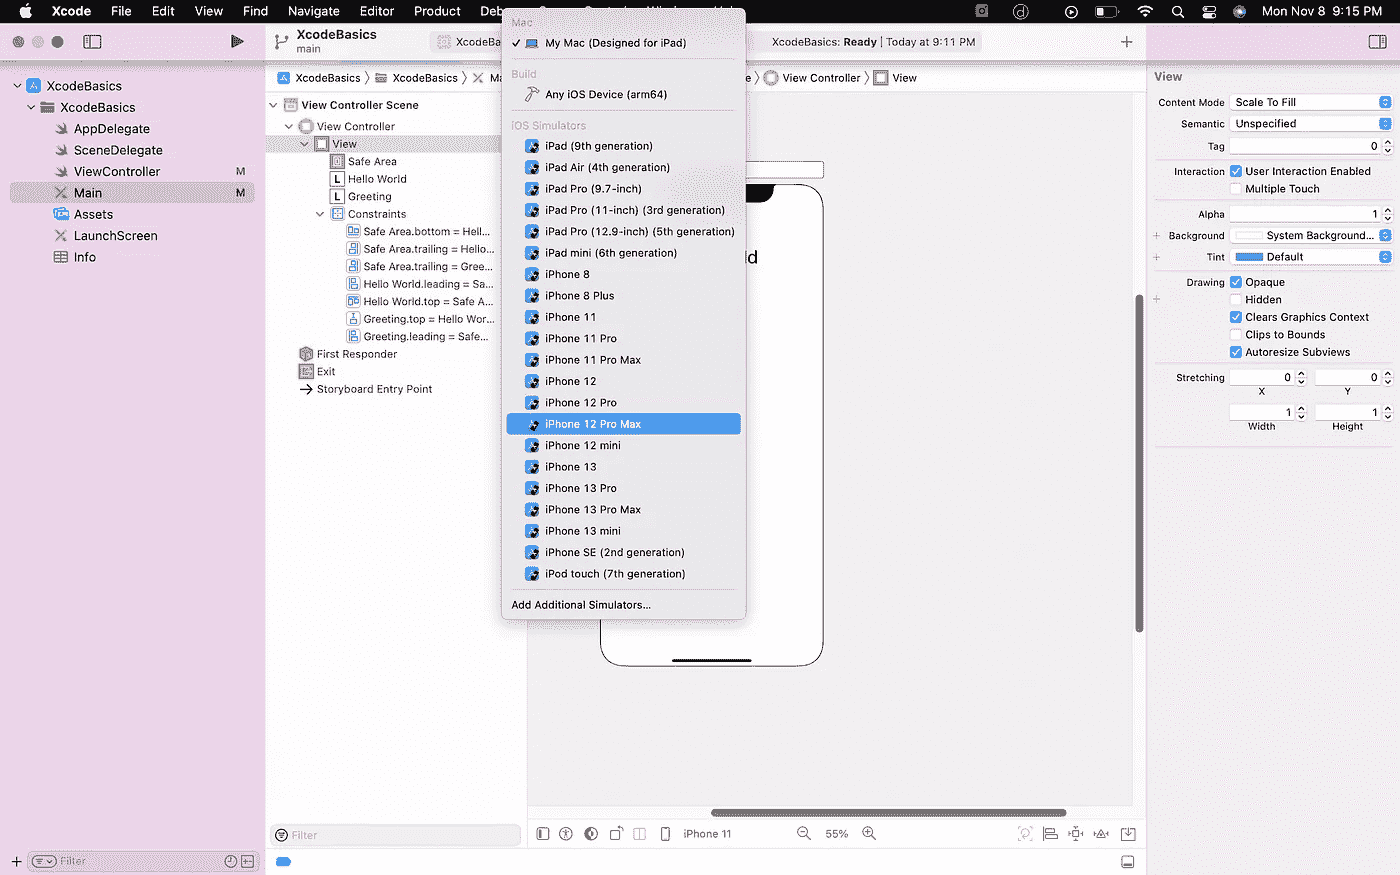 Xcode File Edit View Find Navigate Editor Product Mon Nov 8 9:15 PM
XcodeBasics
main
XcodeBasics: Ready | Today at 9:11 PM
XcodeBasics
XcodeBasics
AppDelegate
SceneDelegate
ViewController M
Main M
Assets
LaunchScreen
Info
Filter
XcodeBasics XcodeBasics
View Controller View
View Controller Scene
View Controller
View
Safe Area
L Hello World
L Greeting
Constraints
Safe Area.bottom = Hell...
Safe Area.trailing = Hello...
Safe Area.trailing = Gree...
Hello World.leading = Sa...
Hello World.top = Safe A...
Greeting.top = Hello Wor...
Greeting.leading = Safe...
First Responder
Exit
Storyboard Entry Point
Filter
Mac
My Mac (Designed for iPad)
Build
Any iOS Device (arm64)
iOS Simulators
iPad (9th generation)
iPad Air (4th generation)
iPad Pro (9.7-inch)
iPad Pro (11-inch) (3rd generation)
iPad Pro (12.9-inch) (5th generation)
iPad mini (6th generation)
iPhone 8
iPhone 8 Plus
iPhone 11
iPhone 11 Pro
iPhone 11 Pro Max
iPhone 12
iPhone 12 Pro
iPhone 12 Pro Max
iPhone 12 mini
iPhone 13
iPhone 13 Pro
iPhone 13 Pro Max
iPhone 13 mini
iPhone SE (2nd generation)
iPod touch (7th generation)
Add Additional Simulators...
ld
iPhone 11 55%
View
Content Mode Scale To Fill
Semantic Unspecified
Tag 0
Interaction User Interaction Enabled
Multiple Touch
Alpha 1
Background System Background...
Tint Default
Drawing Opaque
Hidden
Clears Graphics Context
Clips to Bounds
Autoresize Subviews
Stretching 0 0
X Y
1 1
Width Height